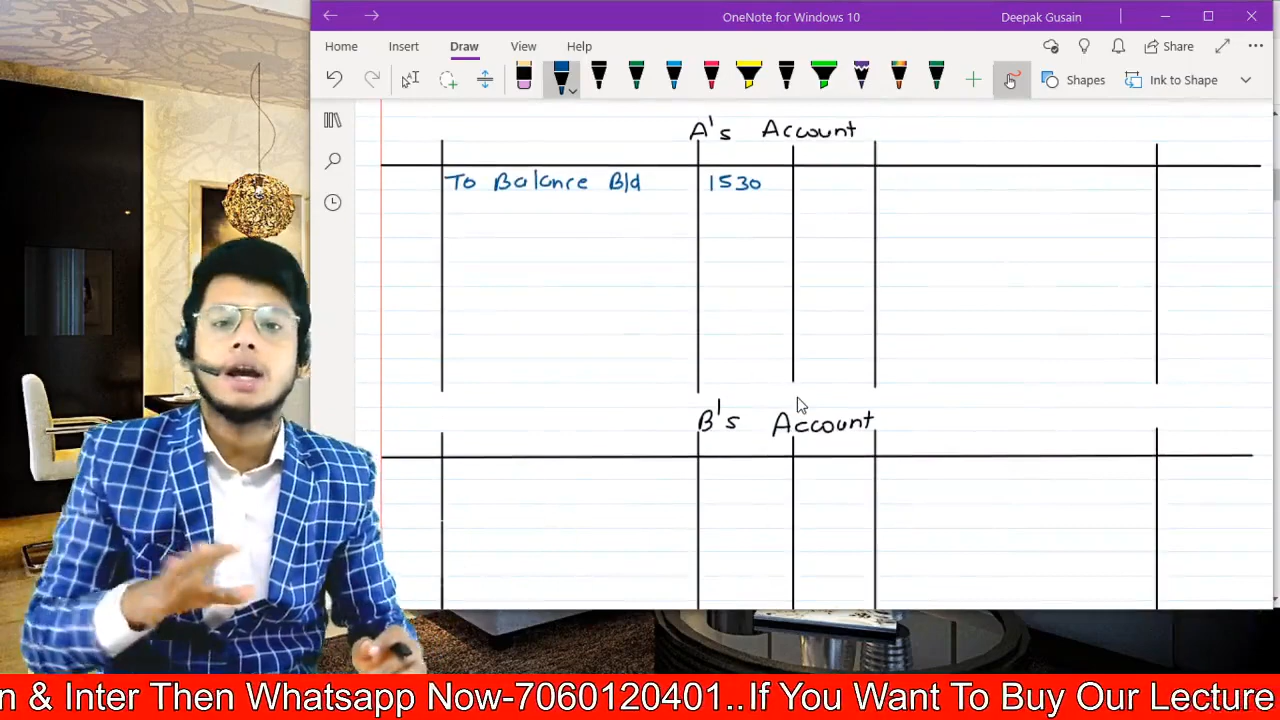 OneNote for Windows 10
Deepak Gusain
Home Insert Draw View Help
Share
Shapes
Ink to Shape
A's Account
To Balance B/d 1530
B's Account
n & Inter Then Whatsapp Now-7060120401..If You Want To Buy Our Lecture